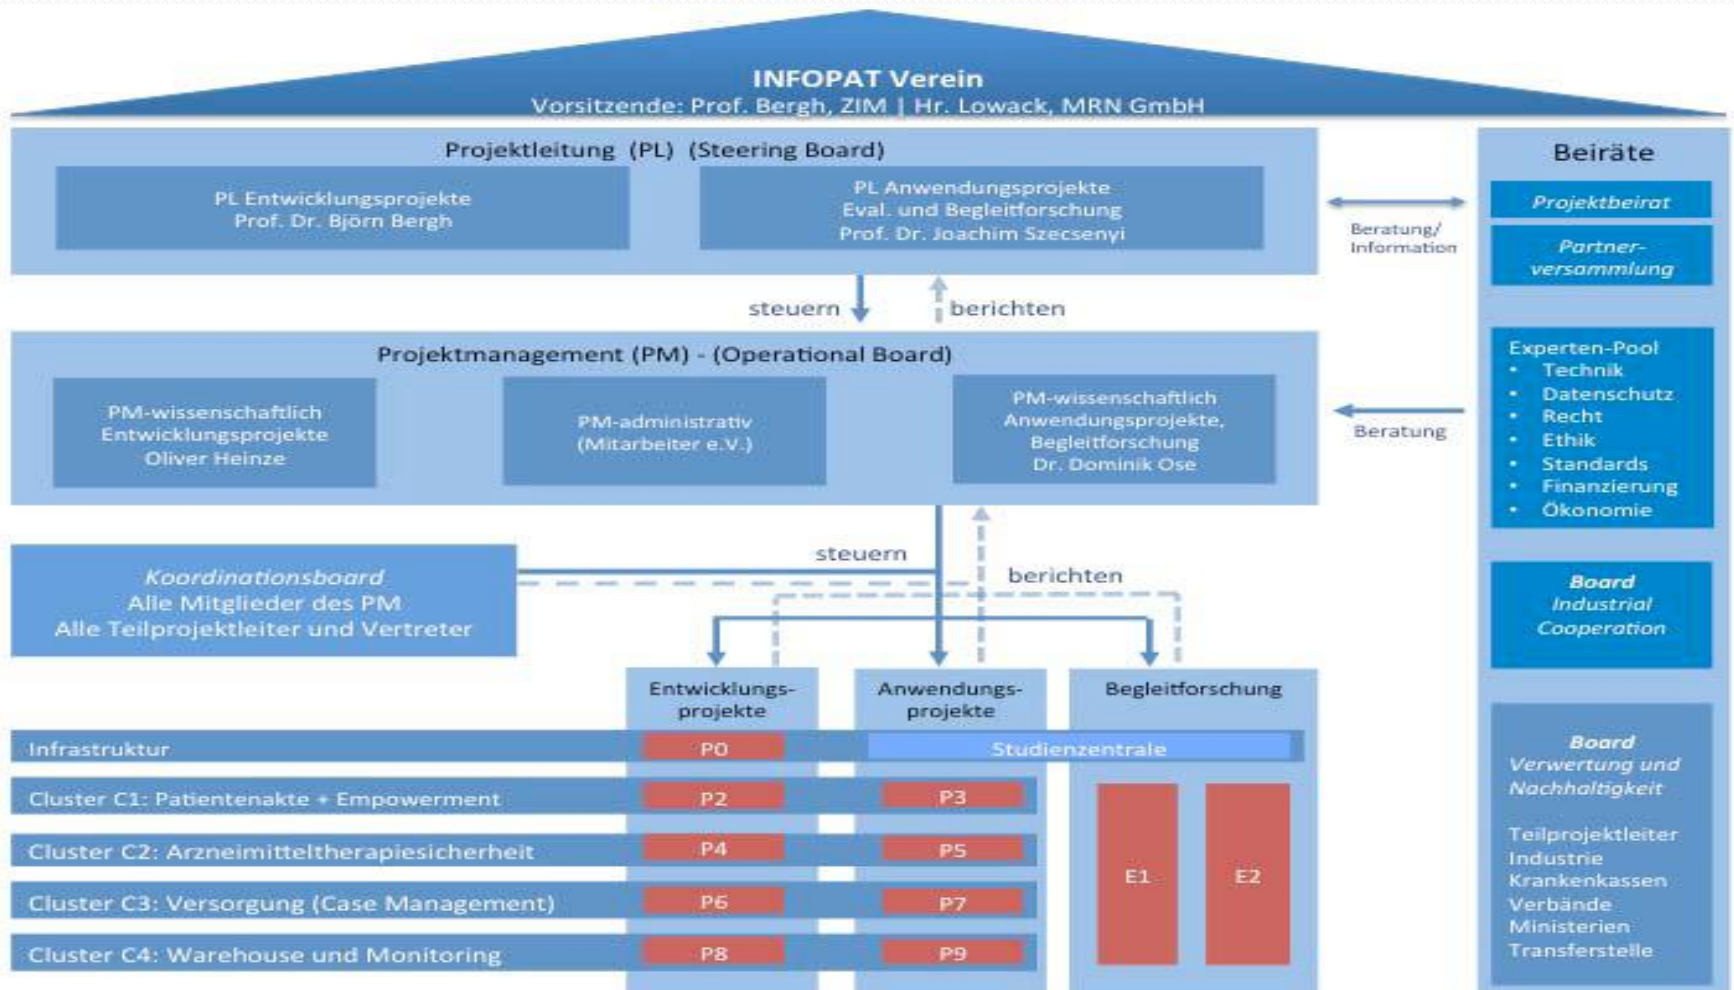 INFOPAT Verein
Vorsitzende: Prof. Bergh, ZIM | Hr. Lowack, MRN GmbH
Projektleitung (PL) (Steering Board)
PL Entwicklungsprojekte
Prof. Dr. Björn Bergh
PL Anwendungsprojekte
Eval. und Begleitforschung
Prof. Dr. Joachim Szecsenyi
Beratung/
Information
steuern
berichten
Projektmanagement (PM) - (Operational Board)
PM-wissenschaftlich
Entwicklungsprojekte
Oliver Heinze
PM-administrativ
(Mitarbeiter e.V.)
PM-wissenschaftlich
Anwendungsprojekte,
Begleitforschung
Dr. Dominik Ose
Beratung
steuern
berichten
Koordinationsboard
Alle Mitglieder des PM
Alle Teilprojektleiter und Vertreter
Entwicklungs-
projekte
Anwendungs-
projekte
Begleitforschung
Infrastruktur
P0
Studienzentrale
Cluster C1: Patientenakte + Empowerment
P2
P3
Cluster C2: Arzneimitteltherapiesicherheit
P4
P5
Cluster C3: Versorgung (Case Management)
P6
P7
Cluster C4: Warehouse und Monitoring
P8
P9
E1
E2
Beiräte
Projektbeirat
Partner-
versammlung
Experten-Pool
• Technik
• Datenschutz
• Recht
• Ethik
• Standards
• Finanzierung
• Ökonomie
Board
Industrial
Cooperation
Board
Verwertung und
Nachhaltigkeit
Teilprojektleiter
Industrie
Krankenkassen
Verbände
Ministerien
Transferstelle